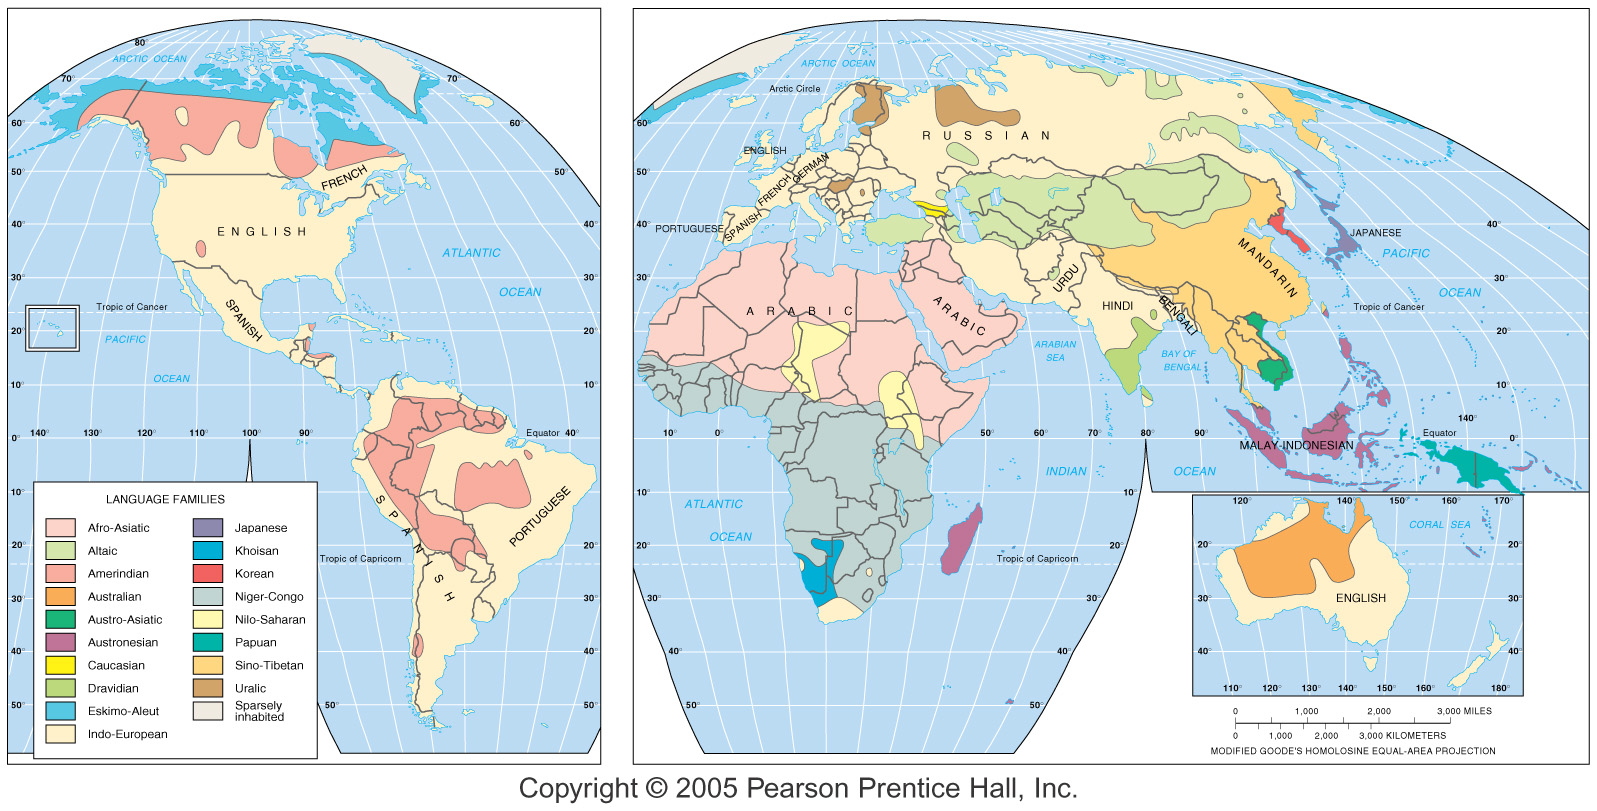 80°
ARCTIC OCEAN
70°
70°
60°
60°
50°
FRENCH
50°
40°
ENGLISH
ATLANTIC
30°
OCEAN
30°
Tropic of Cancer
SPANISH
20°
PACIFIC
20°
OCEAN
10°
10°
140°
130°
120°
110°
100°
90°
Equator
40°
0°
0°
10°
10°
SPANISH
PORTUGUESE
20°
Tropic of Capricorn
20°
30°
30°
40°
40°
50°
50°
50°
LANGUAGE FAMILIES
Afro-Asiatic
Altaic
Amerindian
Australian
Austro-Asiatic
Austronesian
Caucasian
Dravidian
Eskimo-Aleut
Indo-European
Japanese
Khoisan
Korean
Niger-Congo
Nilo-Saharan
Papuan
Sino-Tibetan
Uralic
Sparsely
inhabited
80°
ARCTIC OCEAN
70°
Arctic Circle
60°
RUSSIAN
ENGLISH
GERMAN
50°
FRENCH
SPANISH
PORTUGUESE
40°
40°
JAPANESE
PACIFIC
MANDARIN
30°
URDU
30°
OCEAN
ARABIC
ARABIC
HINDI
BENGALI
Tropic of Cancer
20°
20°
ARABIAN
SEA
BAY OF
BENGAL
10°
10°
140°
10°
0°
50°
60°
70°
80°
90°
Equator
0°
MALAY-INDONESIAN
INDIAN
OCEAN
ATLANTIC
OCEAN
10°
10°
20°
Tropic of Capricorn
20°
30°
30°
40°
40°
50°
50°
120°
140°
150°
160°
170°
CORAL SEA
20°
20°
ENGLISH
30°
30°
40°
40°
110°
120°
130°
140°
150°
160°
180°
0
1,000
2,000
3,000 MILES
0
1,000
2,000
3,000 KILOMETERS
MODIFIED GOODE'S HOMOLOSINE EQUAL-AREA PROJECTION
Copyright © 2005 Pearson Prentice Hall, Inc.